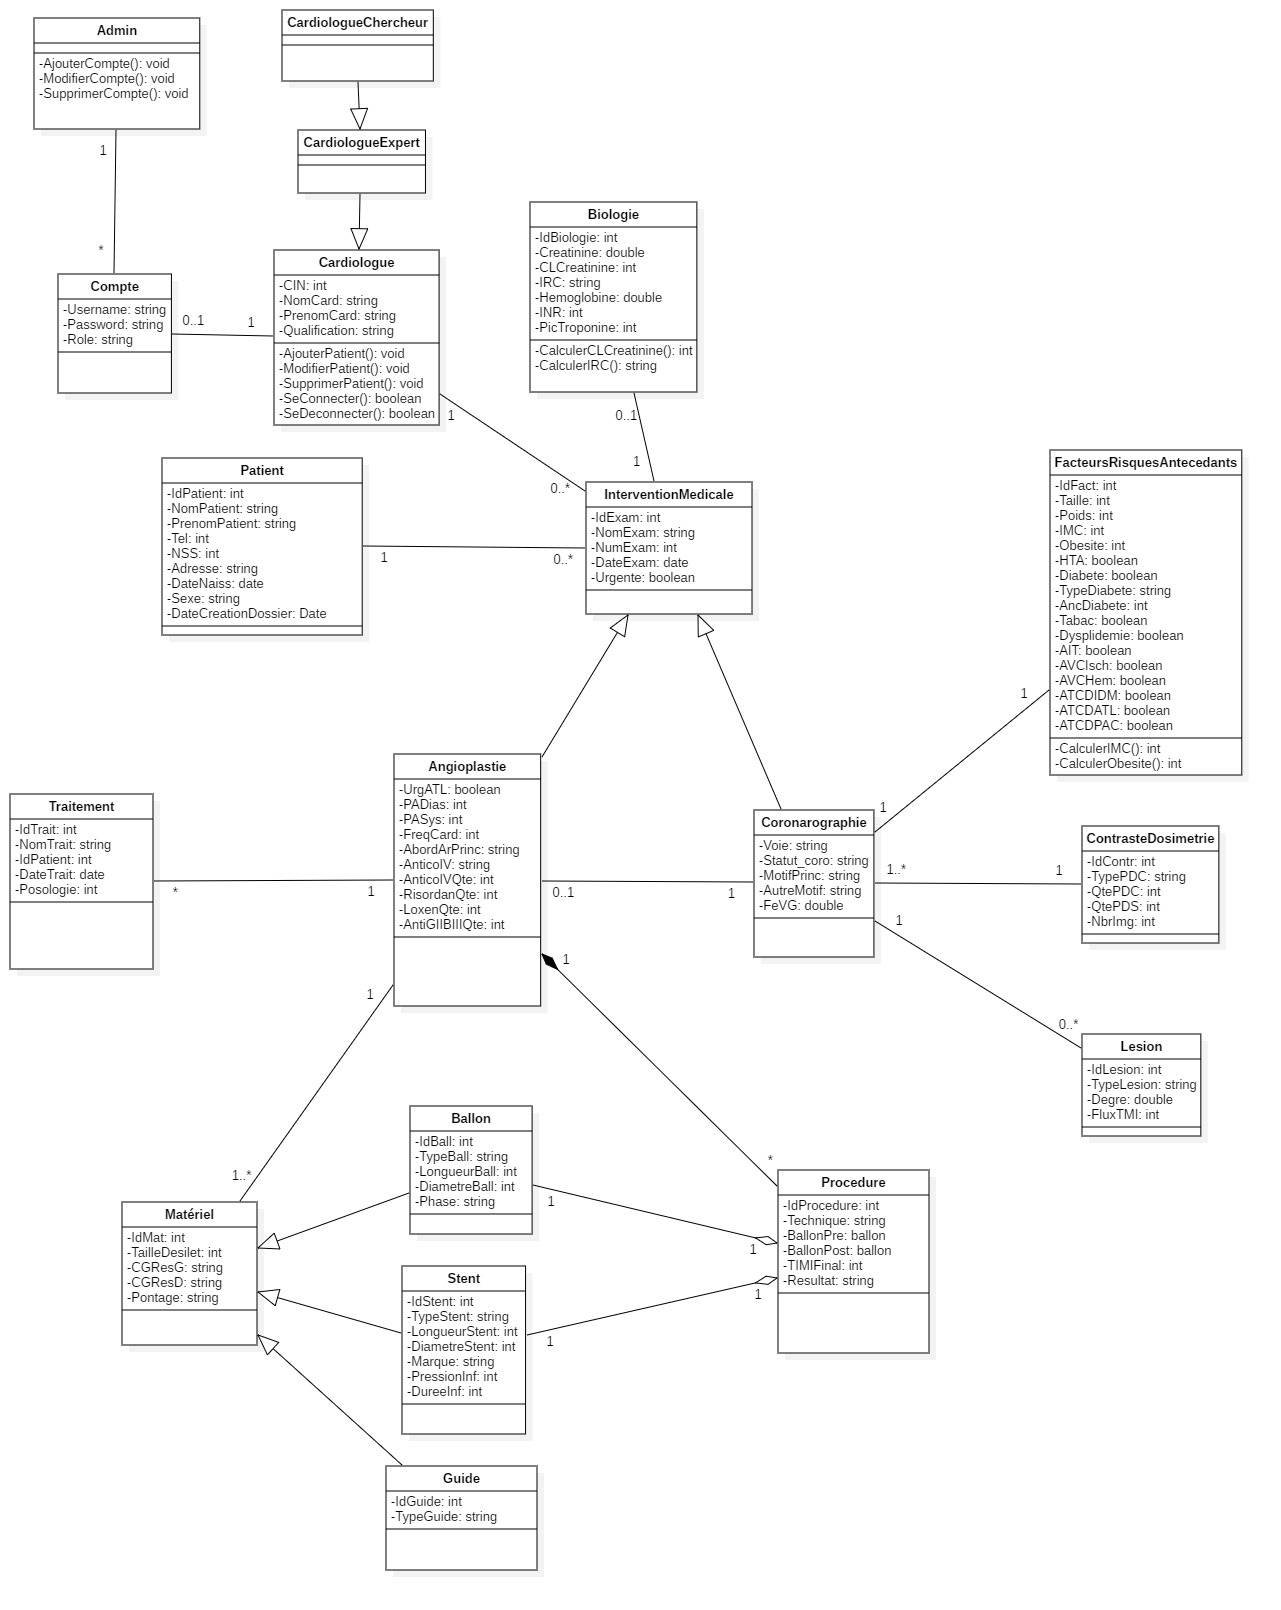 Admin
-AjouterCompte(): void
-ModifierCompte(): void
-SupprimerCompte(): void
1
*
CardiologueChercheur
CardiologueExpert
Compte
-Username: string
-Password: string
-Role: string
0..1
1
Cardiologue
-CIN: int
-NomCard: string
-PrenomCard: string
-Qualification: string
-AjouterPatient(): void
-ModifierPatient(): void
-SupprimerPatient(): void
-SeConnecter(): boolean
-SeDeconnecter(): boolean
1
0..*
Biologie
-IdBiologie: int
-Creatinine: double
-CLCreatinine: int
-IRC: string
-Hemoglobine: double
-INR: int
-PicTroponine: int
-CalculerCLCreatinine(): int
-CalculerIRC(): string
0..1
1
Patient
-IdPatient: int
-NomPatient: string
-PrenomPatient: string
-Tel: int
-NSS: int
-Adresse: string
-DateNaiss: date
-Sexe: string
-DateCreationDossier: Date
1
0..*
InterventionMedicale
-IdExam: int
-NomExam: string
-NumExam: int
-DateExam: date
-Urgente: boolean
FacteursRisquesAntecedants
-IdFact: int
-Taille: int
-Poids: int
-IMC: int
-Obesite: int
-HTA: boolean
-Diabete: boolean
-TypeDiabete: string
-AncDiabete: int
-Tabac: boolean
-Dysplidemie: boolean
-AIT: boolean
-AVCIsch: boolean
-AVCHem: boolean
-ATCDIDM: boolean
-ATCDATL: boolean
-ATCDPAC: boolean
-CalculerIMC(): int
-CalculerObesite(): int
1
1
Traitement
-IdTrait: int
-NomTrait: string
-IdPatient: int
-DateTrait: date
-Posologie: int
*
1
Angioplastie
-UrgATL: boolean
-PADias: int
-PASys: int
-FreqCard: int
-AbordArPrinc: string
-AnticoIV: string
-AnticoIVQte: int
-RisordanQte: int
-LoxenQte: int
-AntiGIIBIIIQte: int
0..1
1
Coronarographie
-Voie: string
-Statut_coro: string
-MotifPrinc: string
-AutreMotif: string
-FeVG: double
1..*
1
ContrasteDosimetrie
-IdContr: int
-TypePDC: string
-QtePDC: int
-QtePDS: int
-NbrImg: int
1
0..*
Lesion
-IdLesion: int
-TypeLesion: string
-Degre: double
-FluxTMI: int
1
*
1
1..*
Matériel
-IdMat: int
-TailleDesilet: int
-CGResG: string
-CGResD: string
-Pontage: string
Ballon
-IdBall: int
-TypeBall: string
-LongueurBall: int
-DiametreBall: int
-Phase: string
1
1
Procedure
-IdProcedure: int
-Technique: string
-BallonPre: ballon
-BallonPost: ballon
-TIMIFinal: int
-Resultat: string
Stent
-IdStent: int
-TypeStent: string
-LongueurStent: int
-DiametreStent: int
-Marque: string
-PressionInf: int
-DureeInf: int
1
1
Guide
-IdGuide: int
-TypeGuide: string